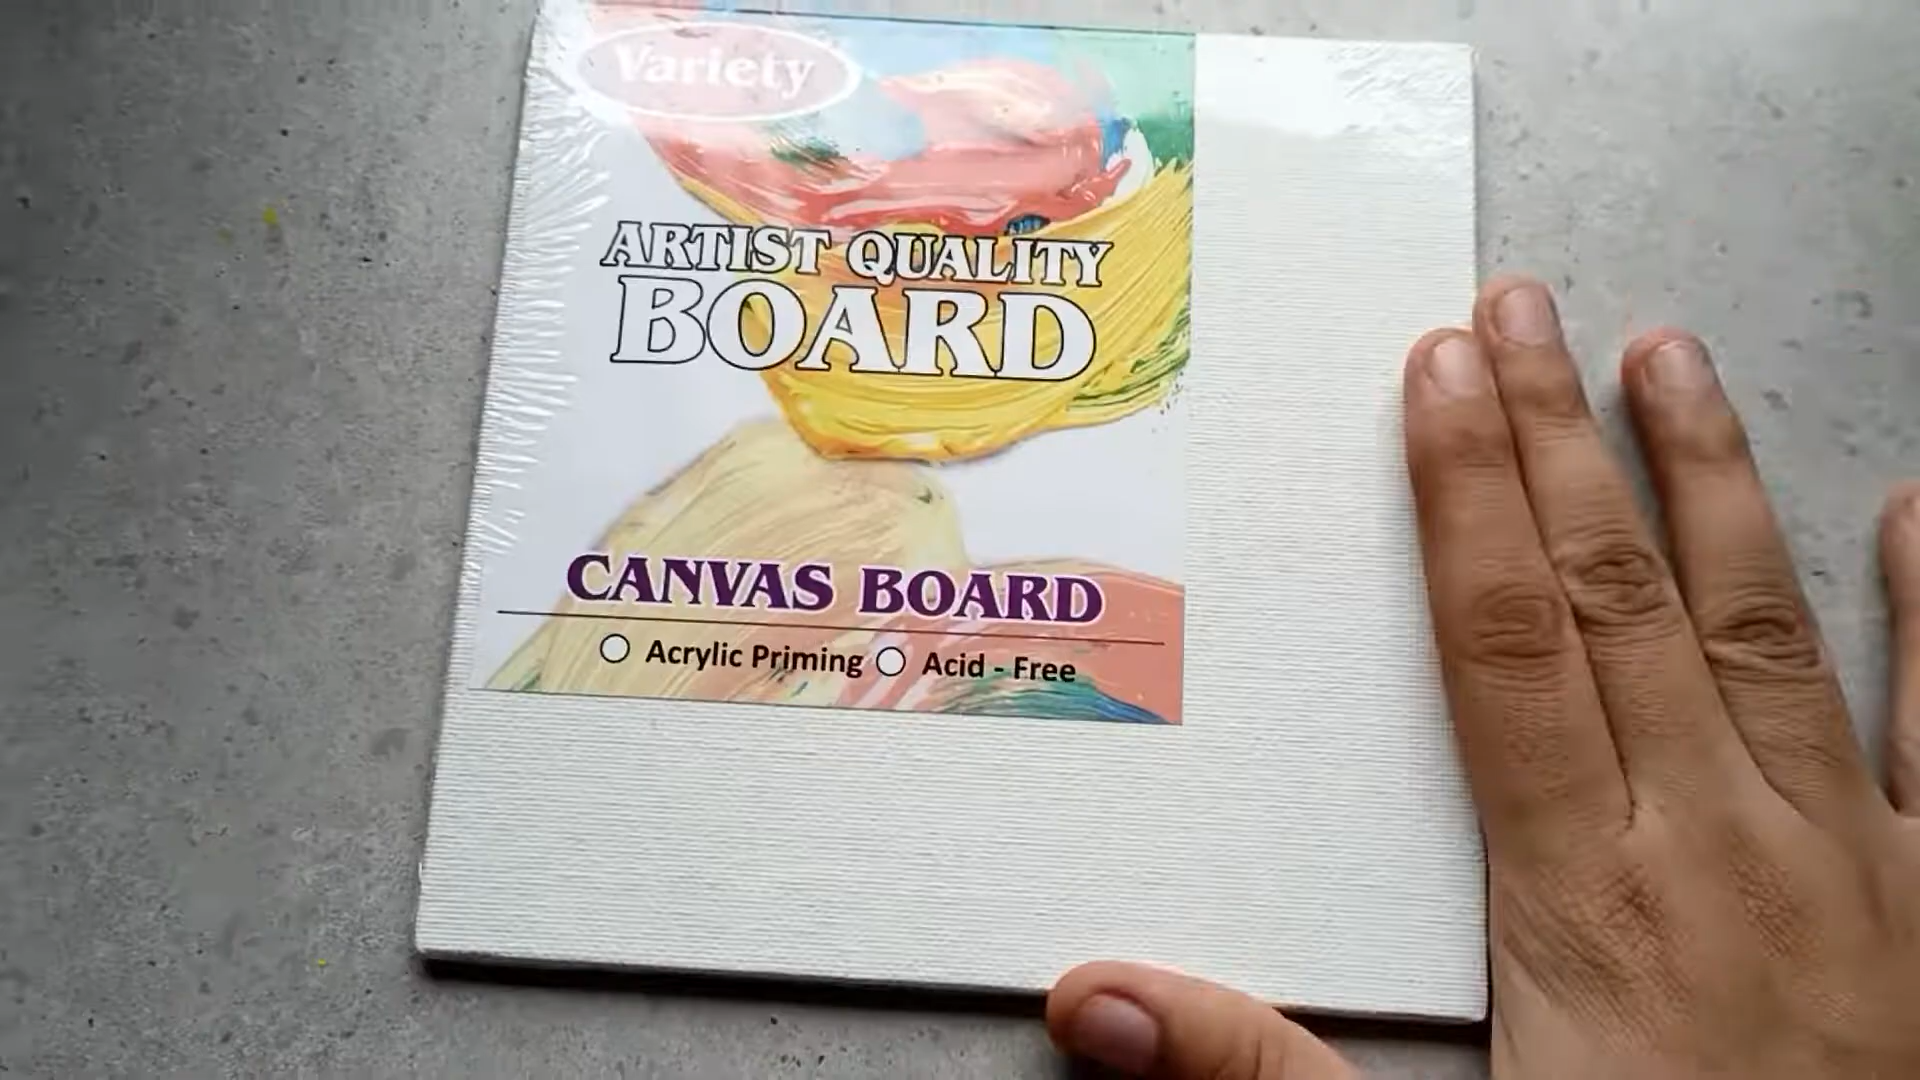 Variety
ARTIST QUALITY
BOARD
CANVAS BOARD
Acrylic Priming Acid - Free